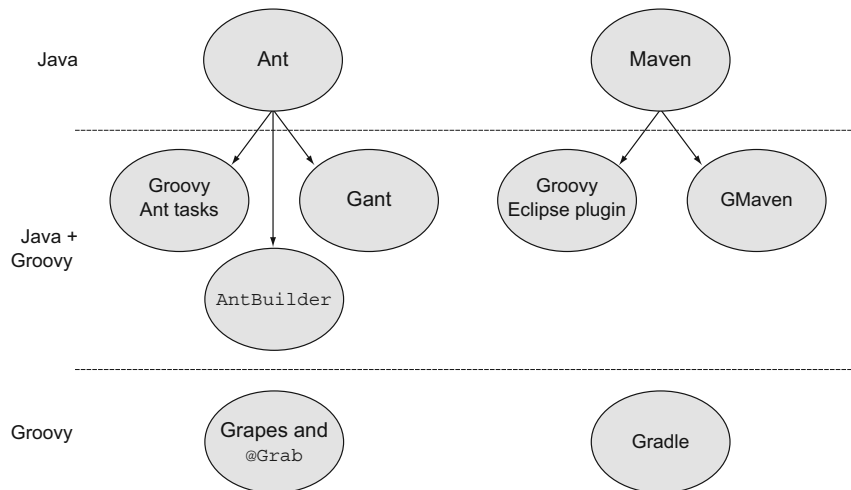 Java
Ant
Maven
Java +
Groovy
Groovy
Ant tasks
Gant
AntBuilder
Groovy
Eclipse plugin
GMaven
Groovy
Grapes and
@Grab
Gradle